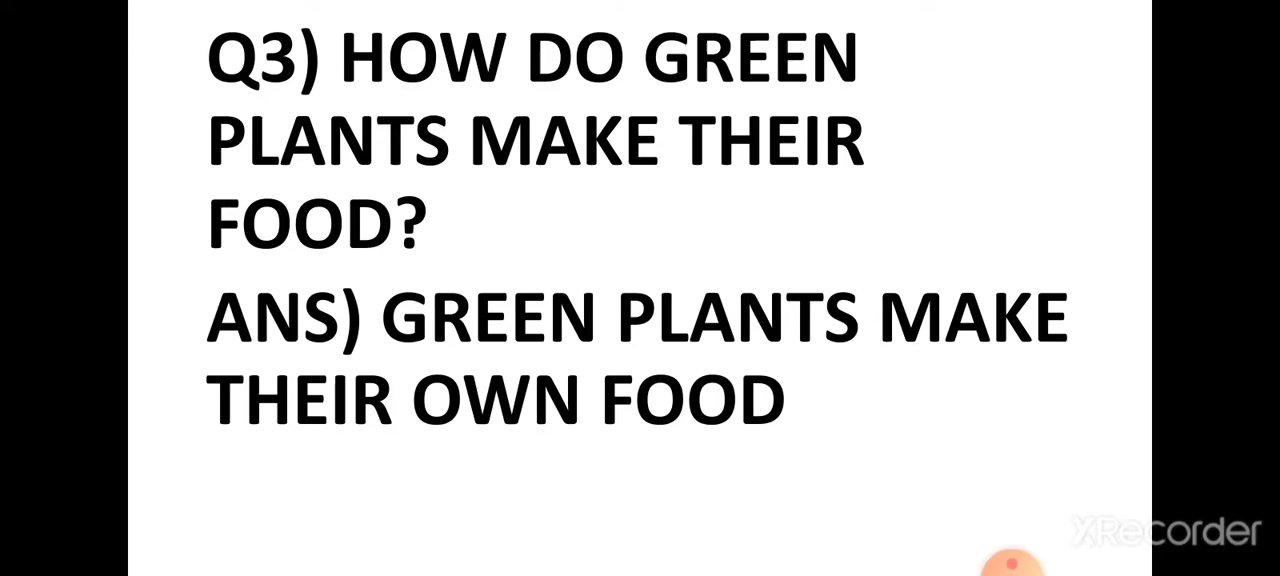 Q3) HOW DO GREEN
PLANTS MAKE THEIR
FOOD?
ANS) GREEN PLANTS MAKE
THEIR OWN FOOD
XRecorder